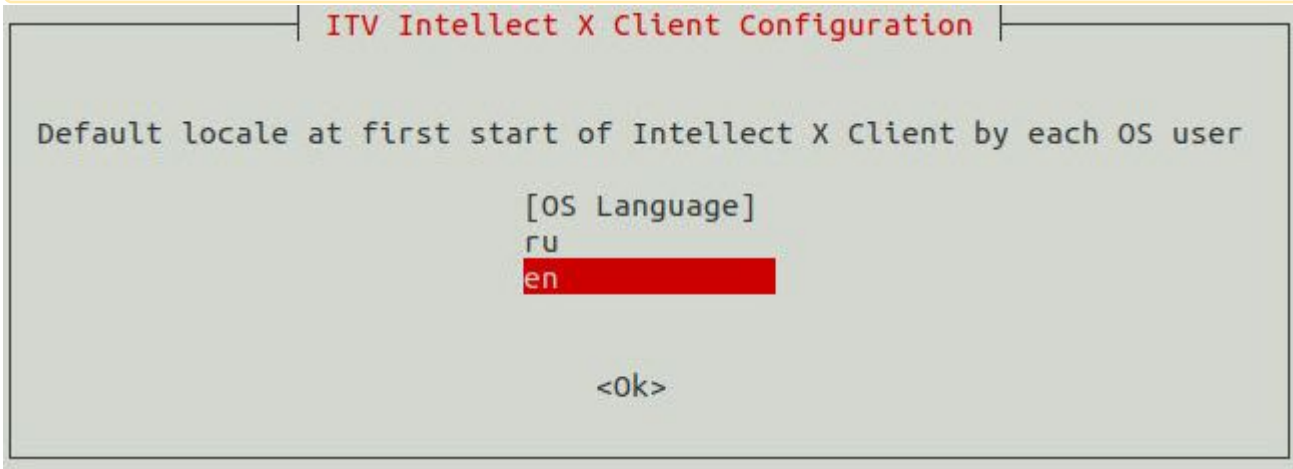 ITV Intellect X Client Configuration
Default locale at first start of Intellect X Client by each OS user
[OS Language]
ru
en
<Ok>